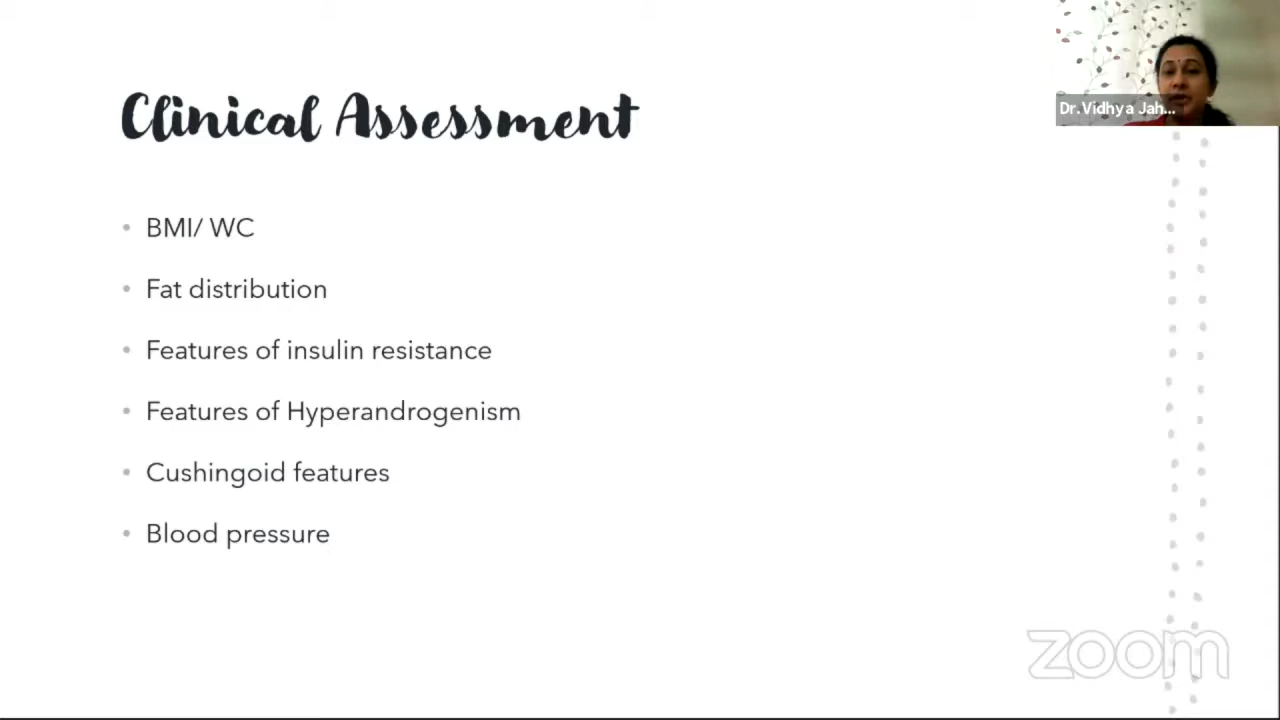 Clinical Assessment
Dr.Vidhya Jah...
• BMI/ WC
• Fat distribution
• Features of insulin resistance
• Features of Hyperandrogenism
• Cushingoid features
• Blood pressure
zoom